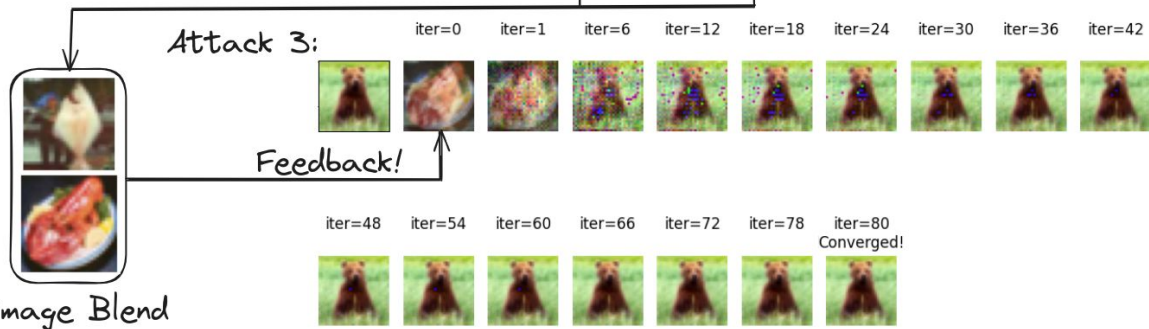 Attack 3:
iter=0 iter=1 iter=6 iter=12 iter=18 iter=24 iter=30 iter=36 iter=42
Feedback!
iter=48 iter=54 iter=60 iter=66 iter=72 iter=78 iter=80
Converged!
mage Blend